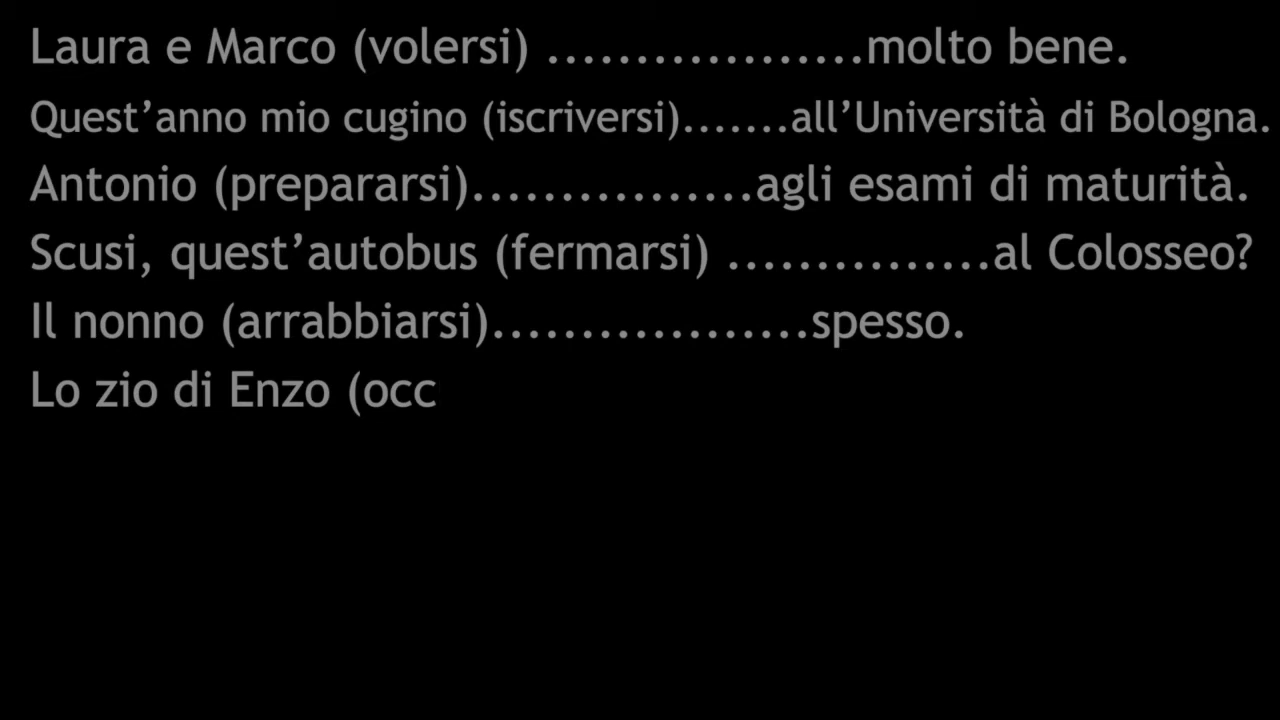 Laura e Marco (volersi) ..................molto bene.
Quest’anno mio cugino (iscriversi).......all’Università di Bologna.
Antonio (prepararsi)................agli esami di maturità.
Scusi, quest’autobus (fermarsi) ...............al Colosseo?
Il nonno (arrabbiarsi)..................spesso.
Lo zio di Enzo (occ